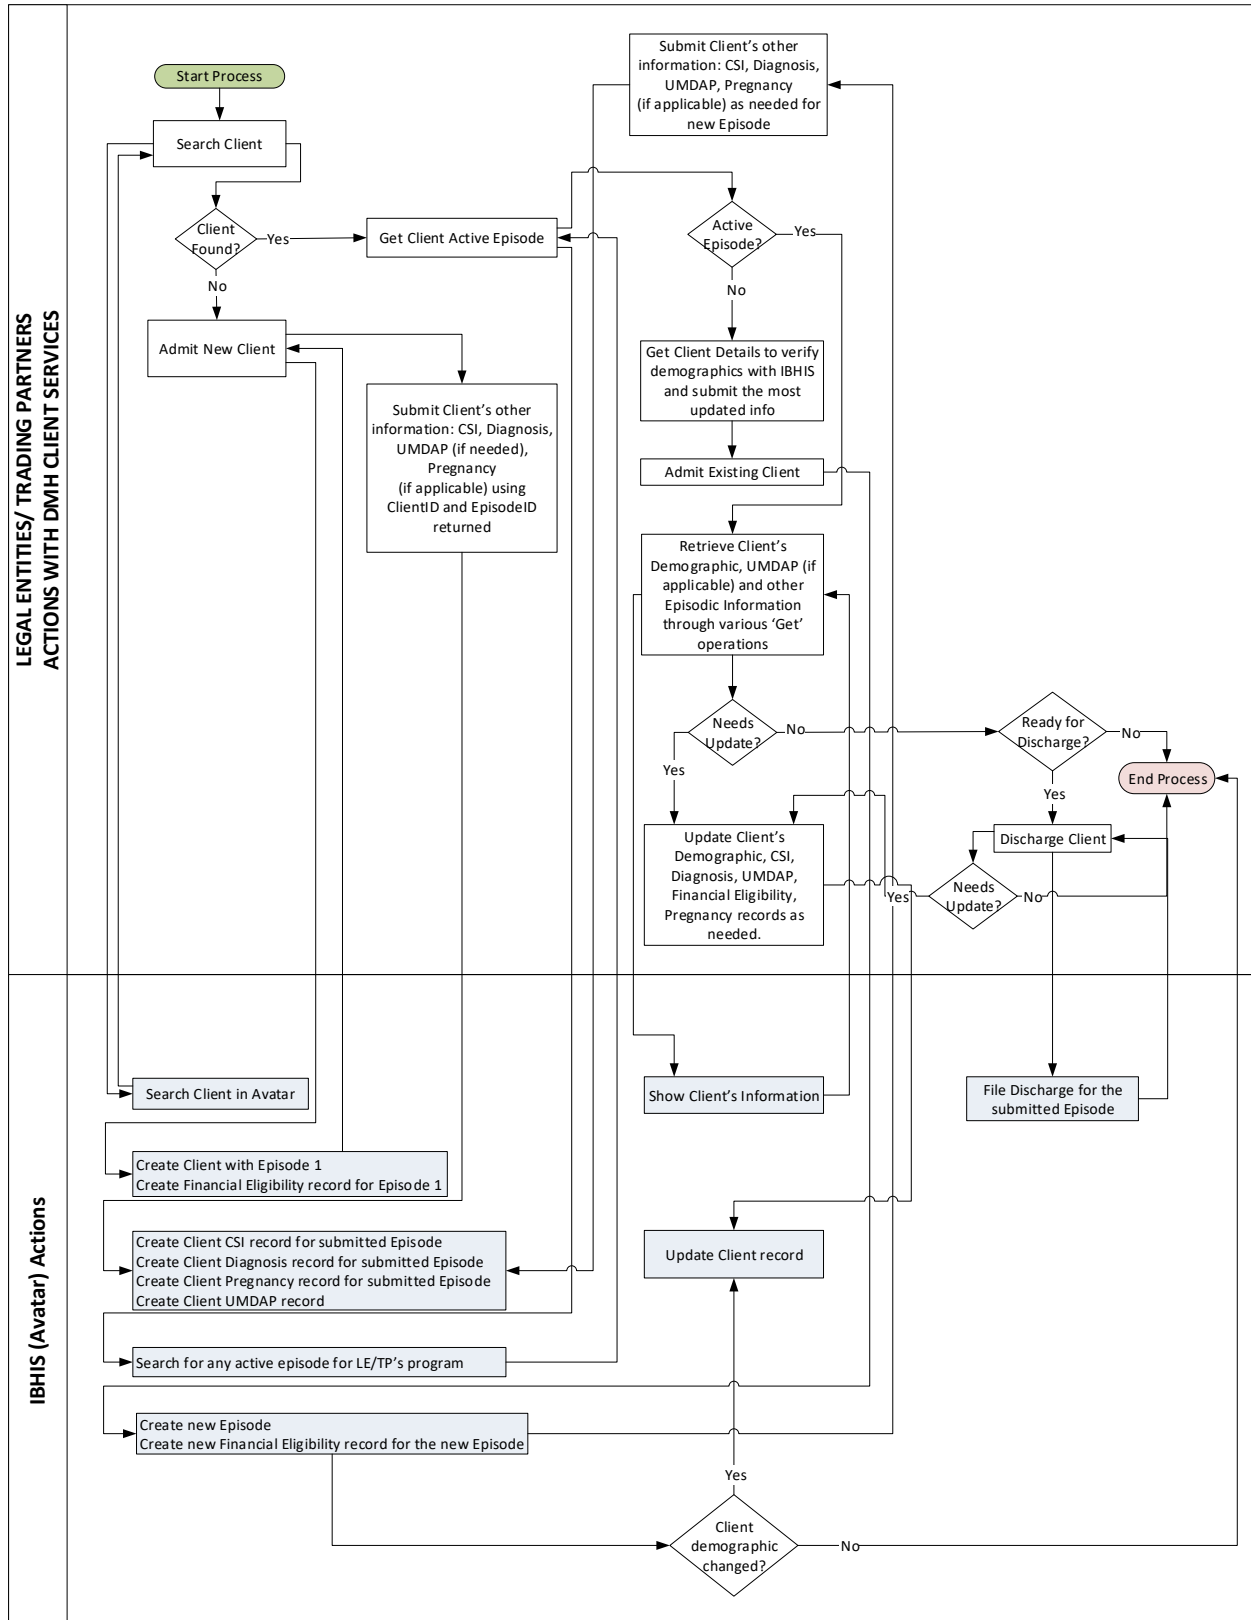 LEGAL ENTITIES/ TRADING PARTNERS
ACTIONS WITH DMH CLIENT SERVICES
Start Process
Search Client
Client
Found?
Yes
No
Get Client Active Episode
Admit New Client
Submit Client's other
information: CSI, Diagnosis,
UMDAP (if needed),
Pregnancy
(if applicable) using
ClientID and EpisodeID
returned
Submit Client's other
information: CSI, Diagnosis,
UMDAP, Pregnancy
(if applicable) as needed for
new Episode
Active
Episode?
Yes
No
Get Client Details to verify
demographics with IBHIS
and submit the most
updated info
Admit Existing Client
Retrieve Client's
Demographic, UMDAP (if
applicable) and other
Episodic Information
through various ‘Get’
operations
Needs
Update?
No
Yes
Ready for
Discharge?
No
Yes
End Process
Update Client's
Demographic, CSI,
Diagnosis, UMDAP,
Financial Eligibility,
Pregnancy records as
needed.
Discharge Client
Needs
Update?
Yes
No
IBHIS (Avatar) Actions
Search Client in Avatar
Show Client's Information
File Discharge for the
submitted Episode
Create Client with Episode 1
Create Financial Eligibility record for Episode 1
Create Client CSI record for submitted Episode
Create Client Diagnosis record for submitted Episode
Create Client Pregnancy record for submitted Episode
Create Client UMDAP record
Update Client record
Search for any active episode for LE/TP's program
Create new Episode
Create new Financial Eligibility record for the new Episode
Yes
Client
demographic
changed?
No